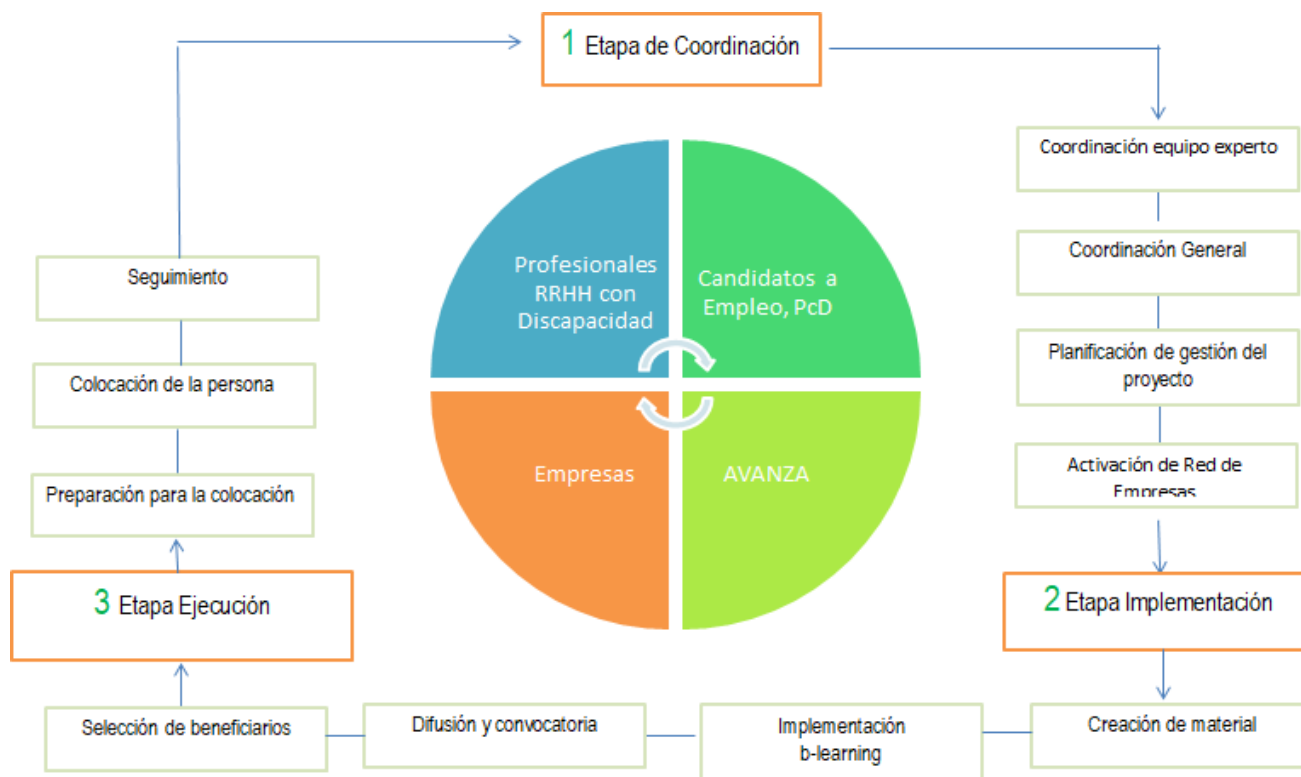 1 Etapa de Coordinación
Coordinación equipo experto
Coordinación General
Planificación de gestión del
proyecto
Activación de Red de
Empresas
2 Etapa Implementación
Creación de material
Implementación
b-learning
Difusión y convocatoria
Selección de beneficiarios
3 Etapa Ejecución
Preparación para la colocación
Colocación de la persona
Seguimiento
Profesionales
RRHH con
Discapacidad
Candidatos a
Empleo, PcD
Empresas
AVANZA